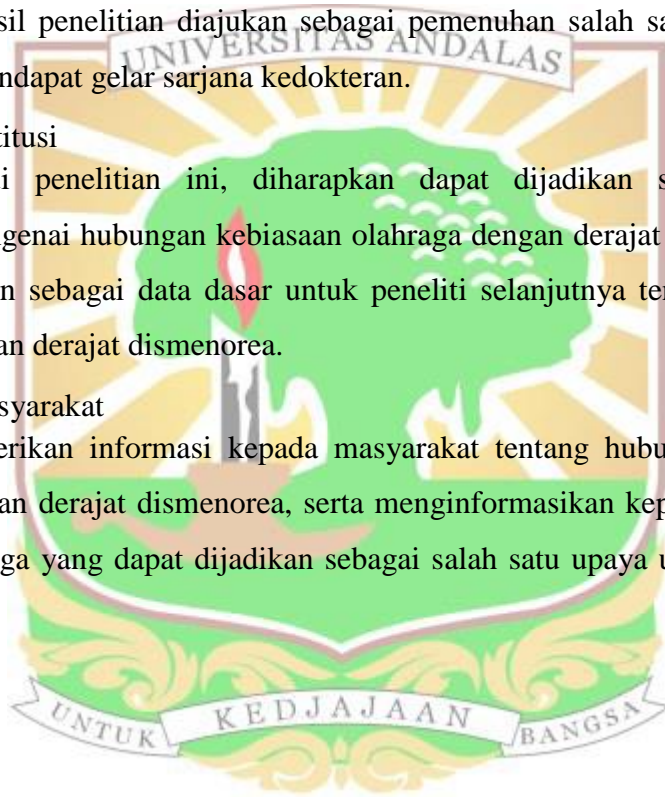 sil penelitian diajukan sebagai pemenuhan salah sa
UNIVERSITAS ANDALAS
ndapat gelar sarjana kedokteran.
titusi
i penelitian ini, diharapkan dapat dijadikan s
ngenai hubungan kebiasaan olahraga dengan derajat
n sebagai data dasar untuk peneliti selanjutnya ter
an derajat dismenorea.
syarakat
erikan informasi kepada masyarakat tentang hubu
an derajat dismenorea, serta menginformasikan kep
ga yang dapat dijadikan sebagai salah satu upaya u
UNTUK KEDJAJAAN BANGSA